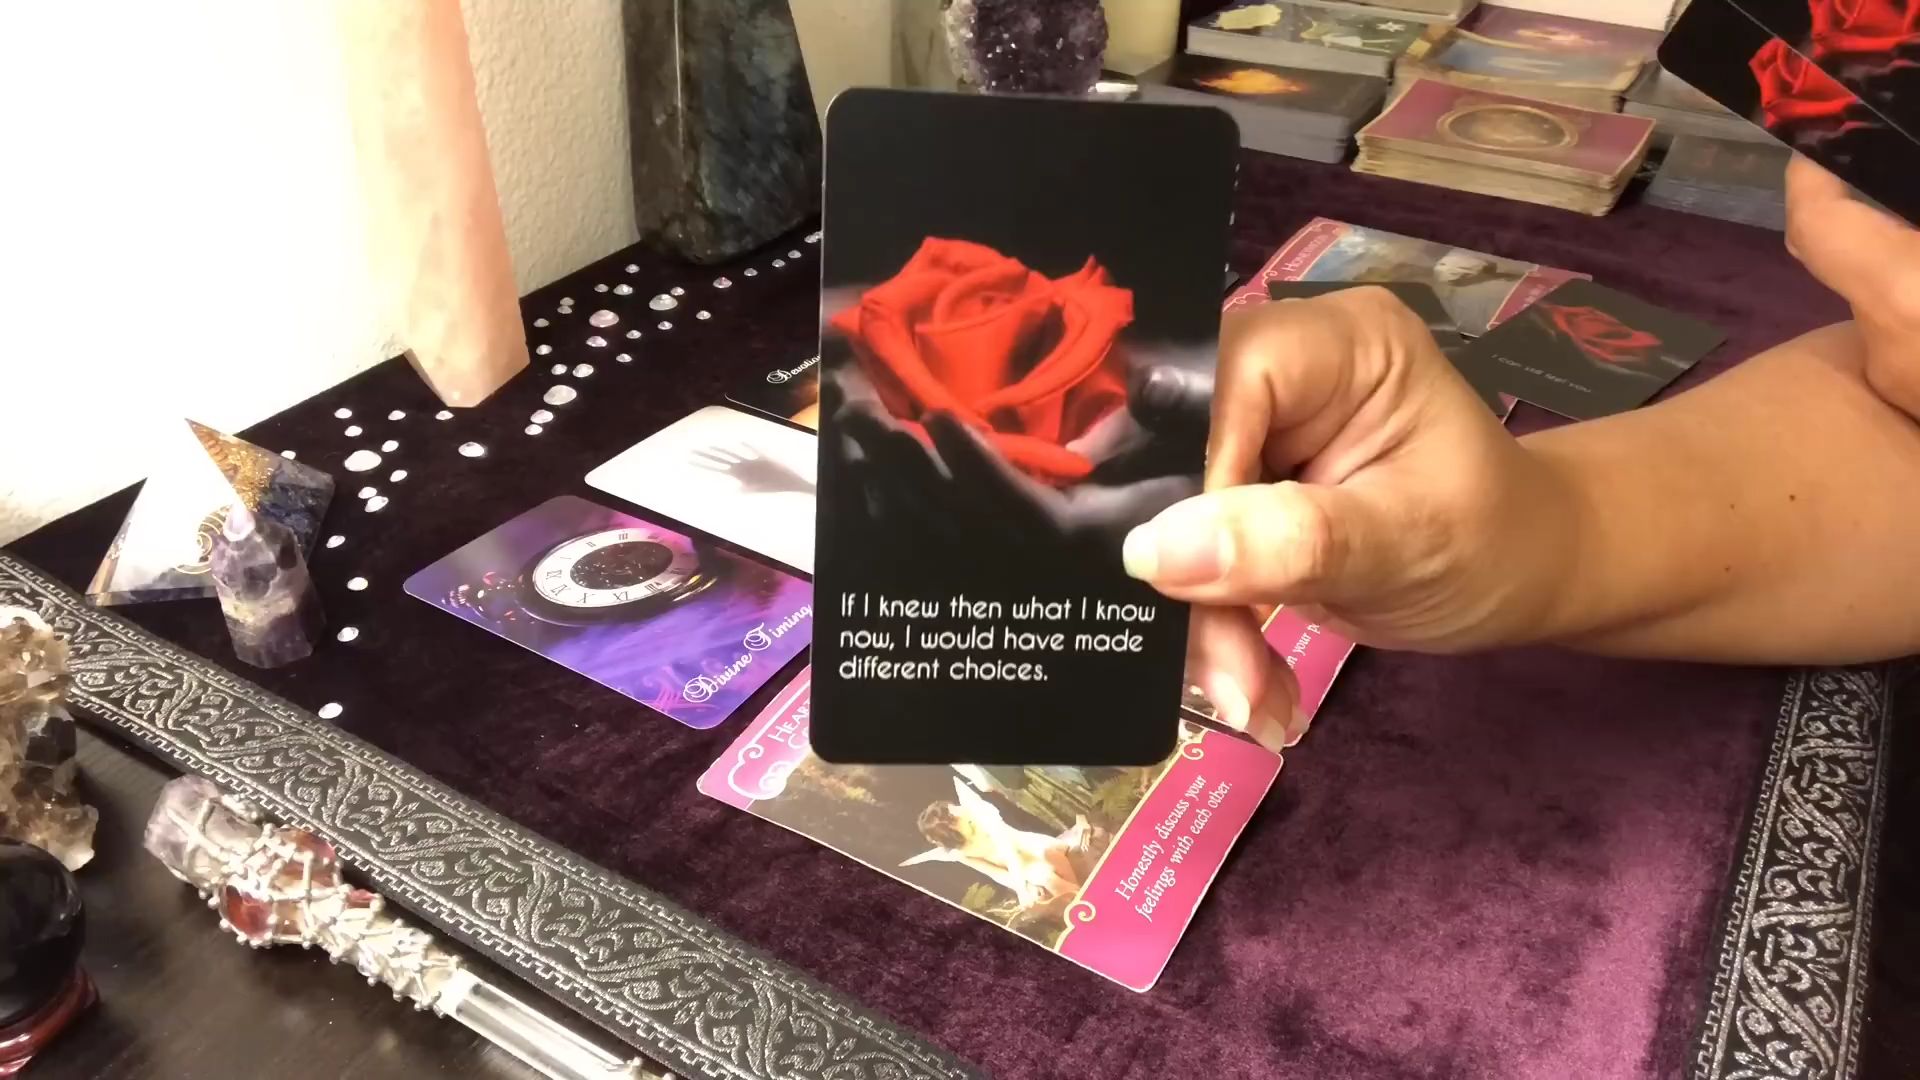 If I knew then what I know
now, I would have made
different choices.
Divine Timing
Honestly discuss your
feelings with each other.
I can still feel you